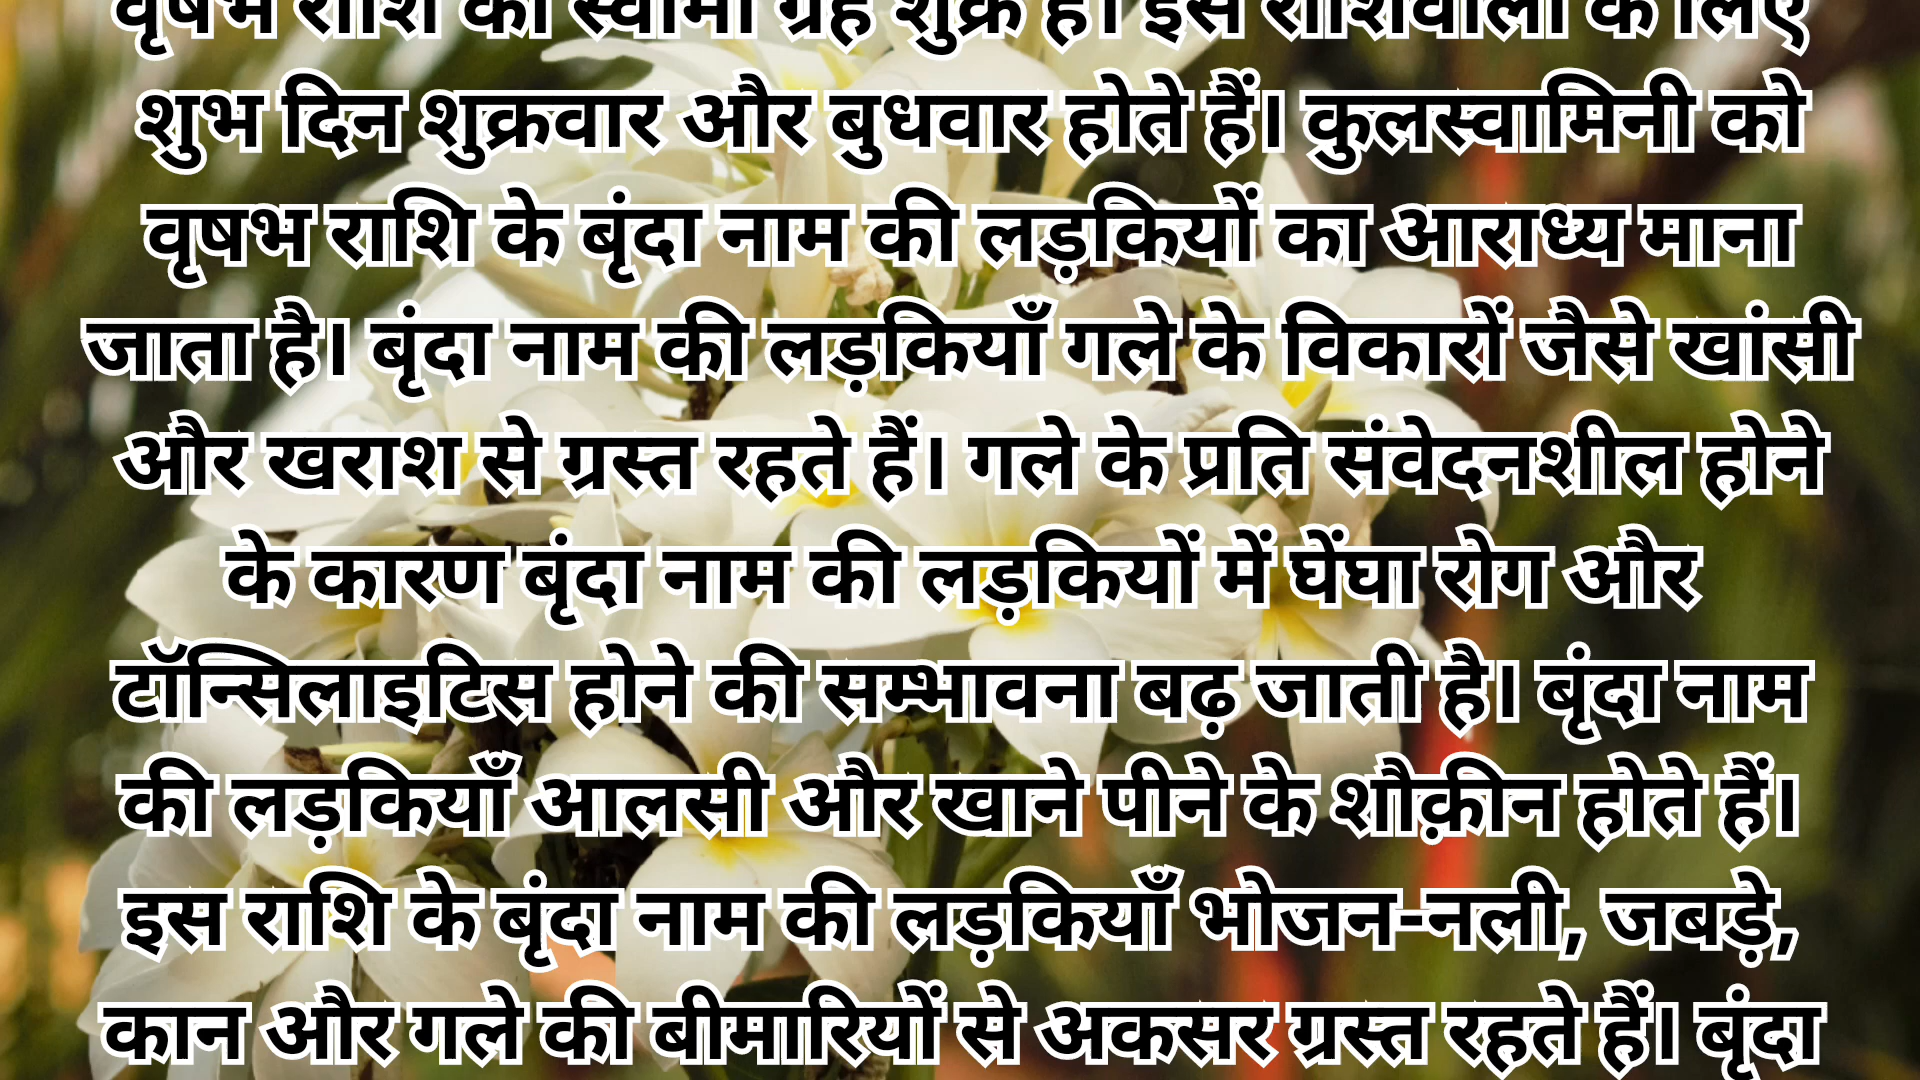 वृषभ राशि का स्वामी ग्रह शुक्र है। इस राशिवालों के लिए
शुभ दिन शुक्रवार और बुधवार होते हैं। कुलस्वामिनी को
वृषभ राशि के बृंदा नाम की लड़कियों का आराध्य माना
जाता है। बृंदा नाम की लड़कियाँ गले के विकारों जैसे खांसी
और खराश से ग्रस्त रहते हैं। गले के प्रति संवेदनशील होने
के कारण बृंदा नाम की लड़कियों में घेंघा रोग और
टॉन्सिलाइटिस होने की सम्भावना बढ़ जाती है। बृंदा नाम
की लड़कियाँ आलसी और खाने पीने के शौक़ीन होते हैं।
इस राशि के बृंदा नाम की लड़कियाँ भोजन-नली, जबड़े,
कान और गले की बीमारियों से अकसर ग्रस्त रहते हैं। बृंदा